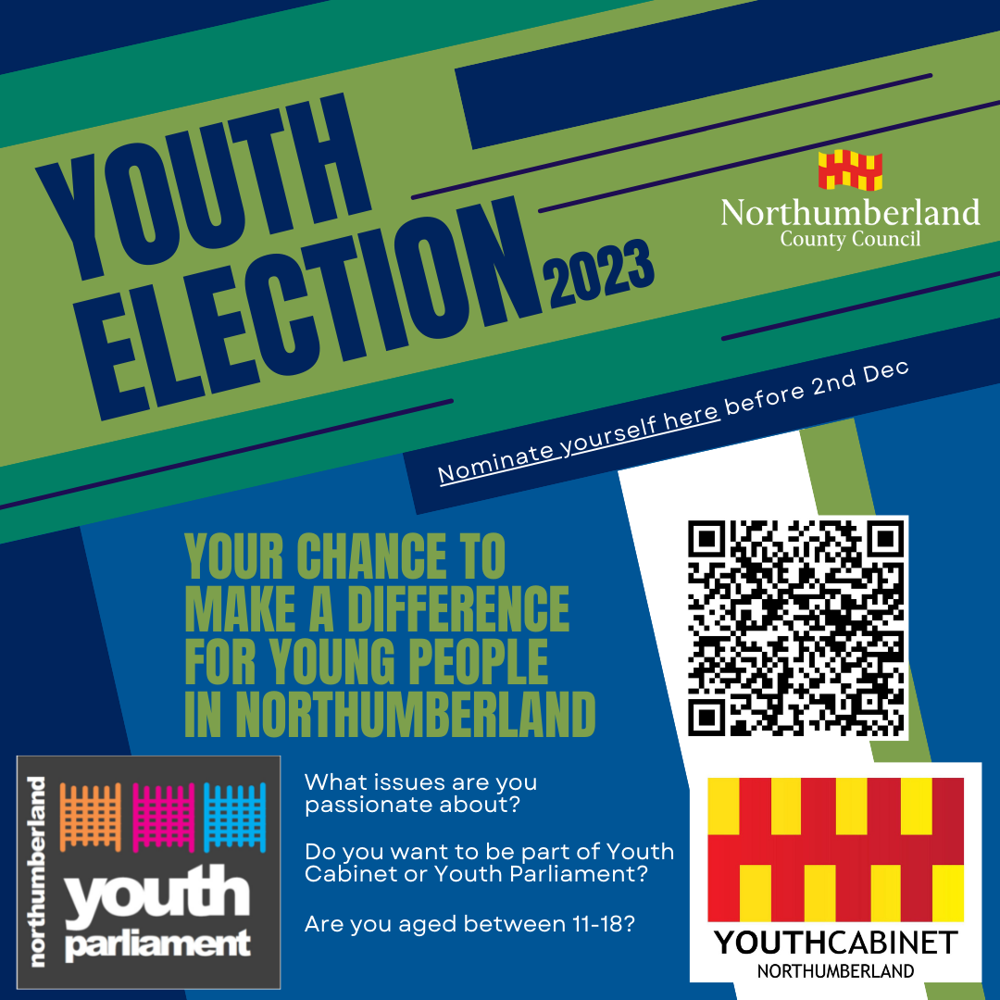 YOUTH
ELECTION 2023
Northumberland
County Council
Nominate yourself here before 2nd Dec
YOUR CHANCE TO
MAKE A DIFFERENCE
FOR YOUNG PEOPLE
IN NORTHUMBERLAND
What issues are you
passionate about?
Do you want to be part of Youth
Cabinet or Youth Parliament?
Are you aged between 11-18?
northumberland
youth
parliament
YOUTHCABINET
NORTHUMBERLAND